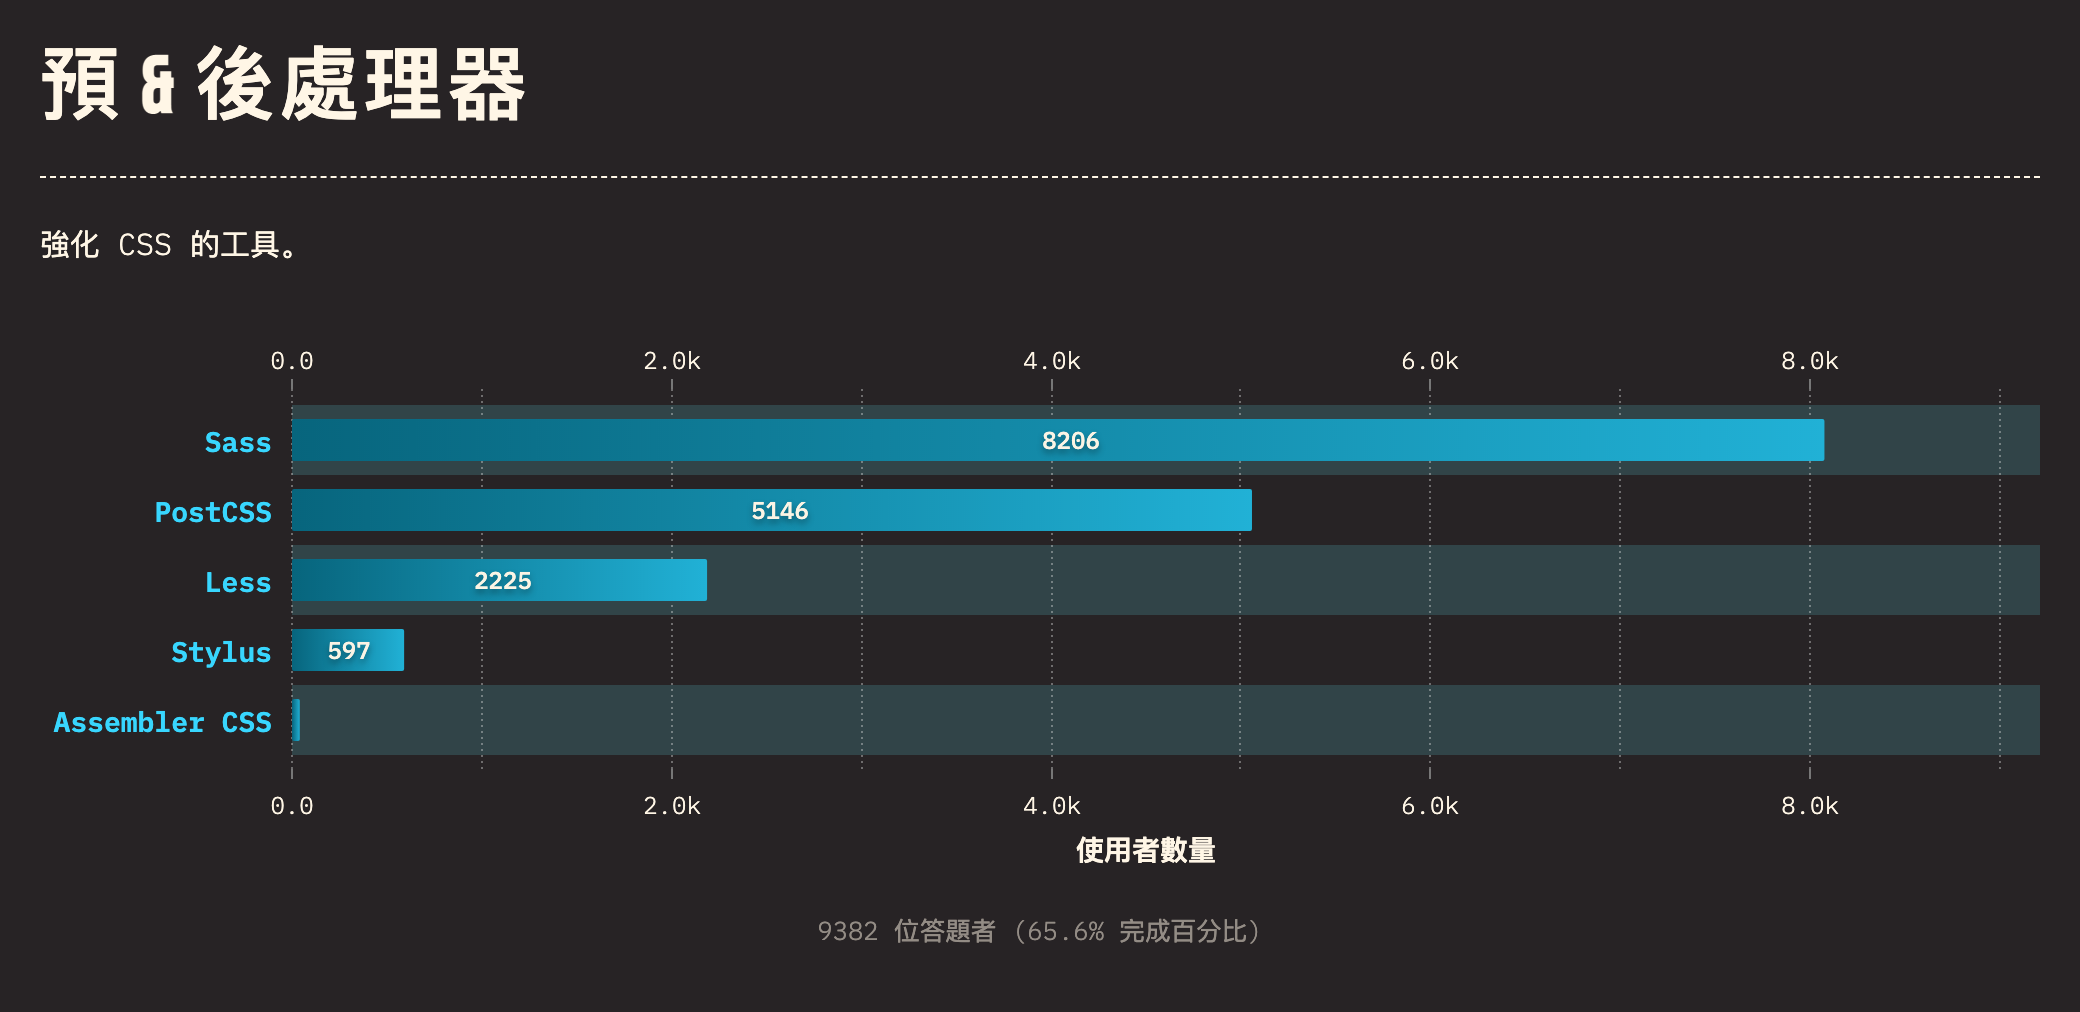 預 & 後處理器
強化 CSS 的工具。
0.0 2.0k 4.0k 6.0k 8.0k
Sass 8206
PostCSS 5146
Less 2225
Stylus 597
Assembler CSS
0.0 2.0k 4.0k 6.0k 8.0k
使用者數量
9382 位答題者 (65.6% 完成百分比)